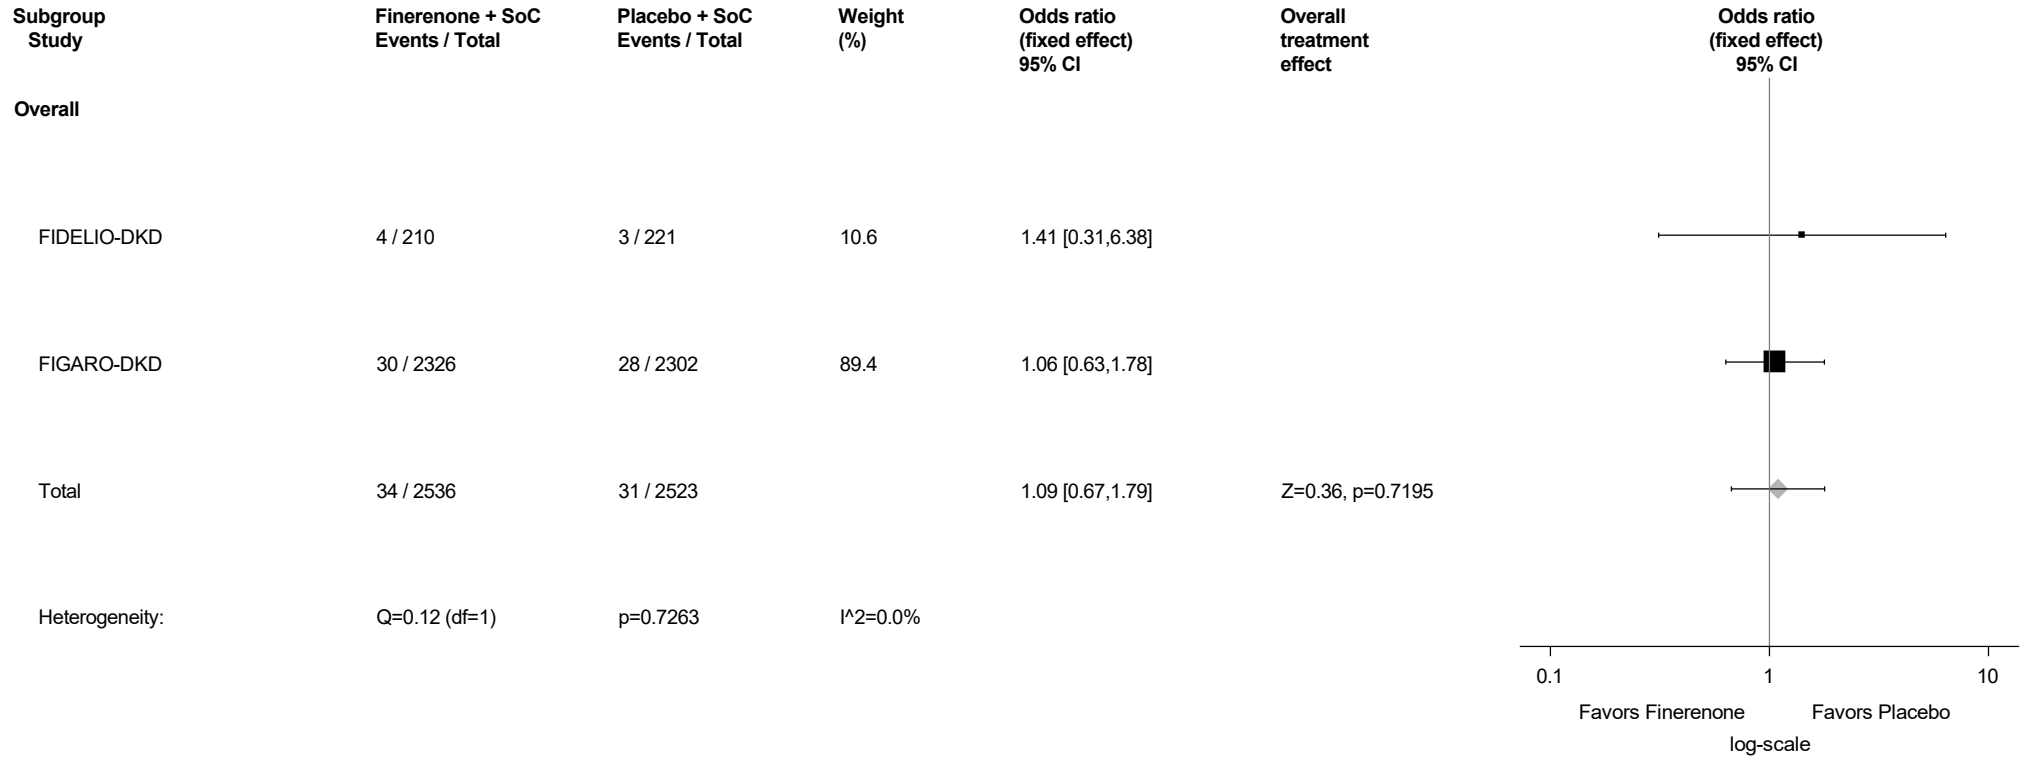 Subgroup Finerenone + SoC Placebo + SoC Weight Odds ratio Overall Odds ratio
Study Events / Total Events / Total (%) (fixed effect) treatment (fixed effect)
95% CI effect 95% CI
Overall
FIDELIO-DKD 4 / 210 3 / 221 10.6 1.41 [0.31,6.38]
FIGARO-DKD 30 / 2326 28 / 2302 89.4 1.06 [0.63,1.78]
Total 34 / 2536 31 / 2523 1.09 [0.67,1.79] Z=0.36, p=0.7195
Heterogeneity: Q=0.12 (df=1) p=0.7263 I^2=0.0%
0.1 1 10
Favors Finerenone Favors Placebo
log-scale